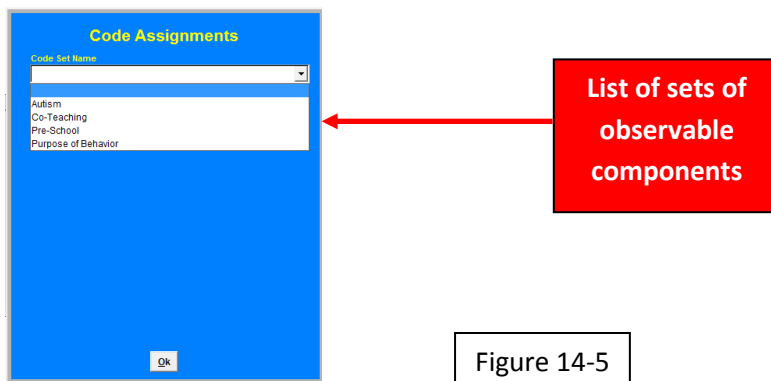 Code Assignments
Code Set Name
Autism
Co-Teaching
Pre-School
Purpose of Behavior
Ok
List of sets of
observable
components
Figure 14-5